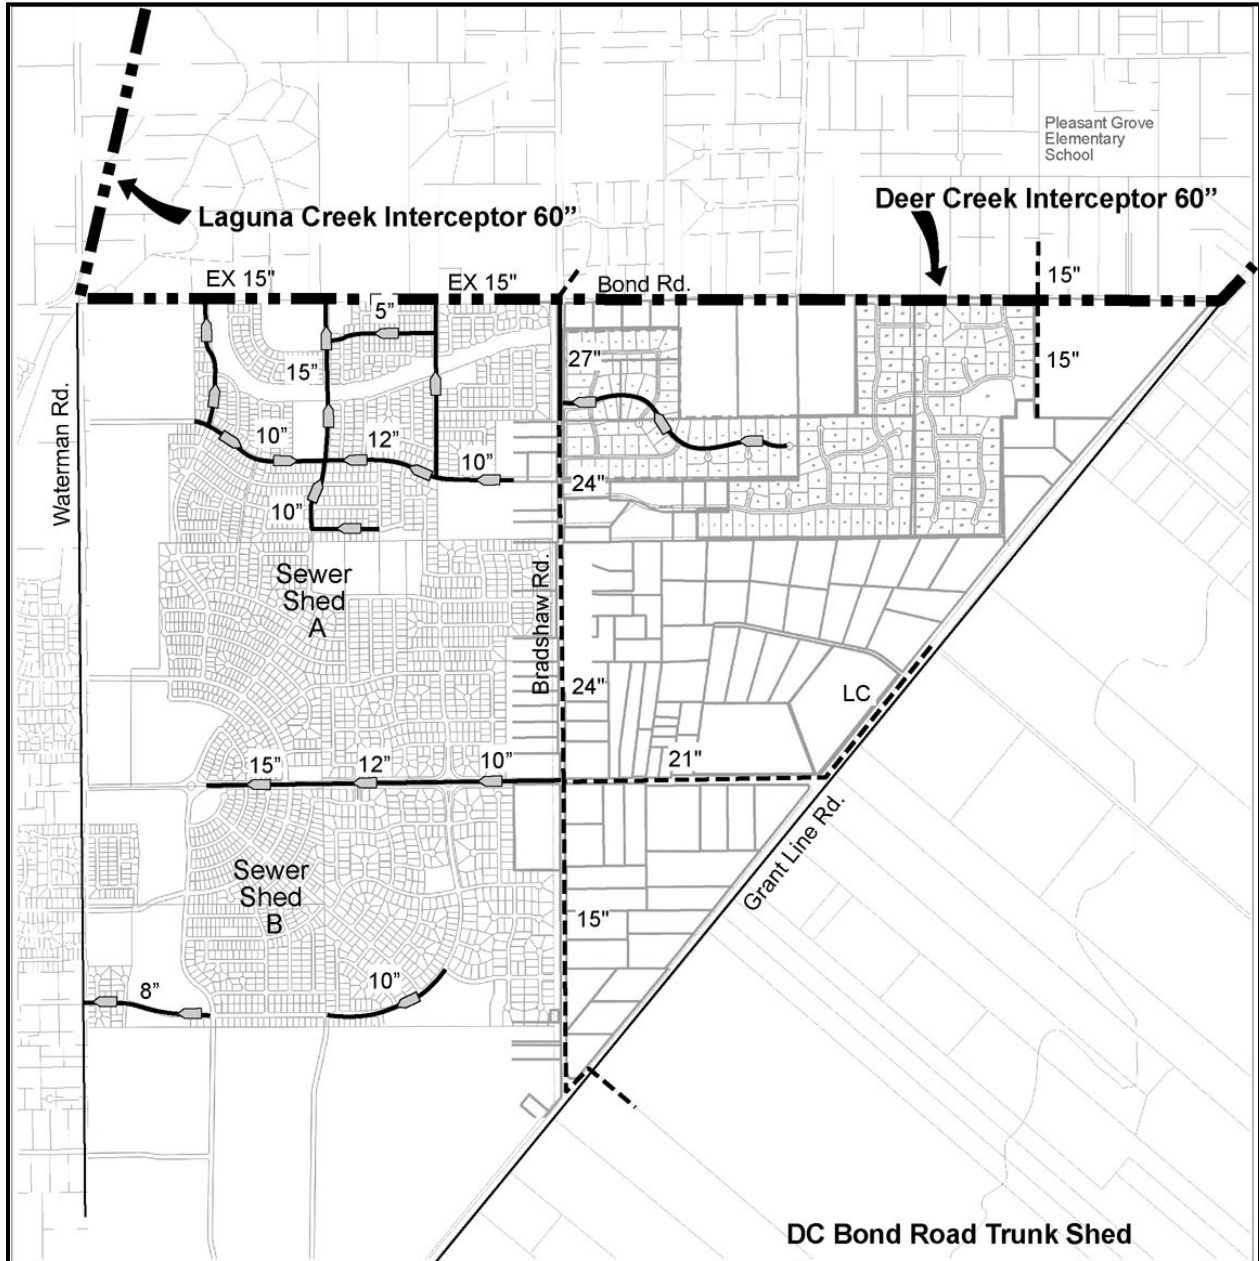 Pleasant Grove
Elementary
School
Laguna Creek Interceptor 60”
Deer Creek Interceptor 60”
EX 15"
EX 15"
Bond Rd.
15"
5"
15"
27"
15"
Waterman Rd.
10"
12"
10"
24"
10"
Sewer
Shed
A
Bradshaw Rd.
24"
LC
21"
15”
12”
10”
Grant Line Rd.
Sewer
Shed
B
15"
8”
10”
DC Bond Road Trunk Shed